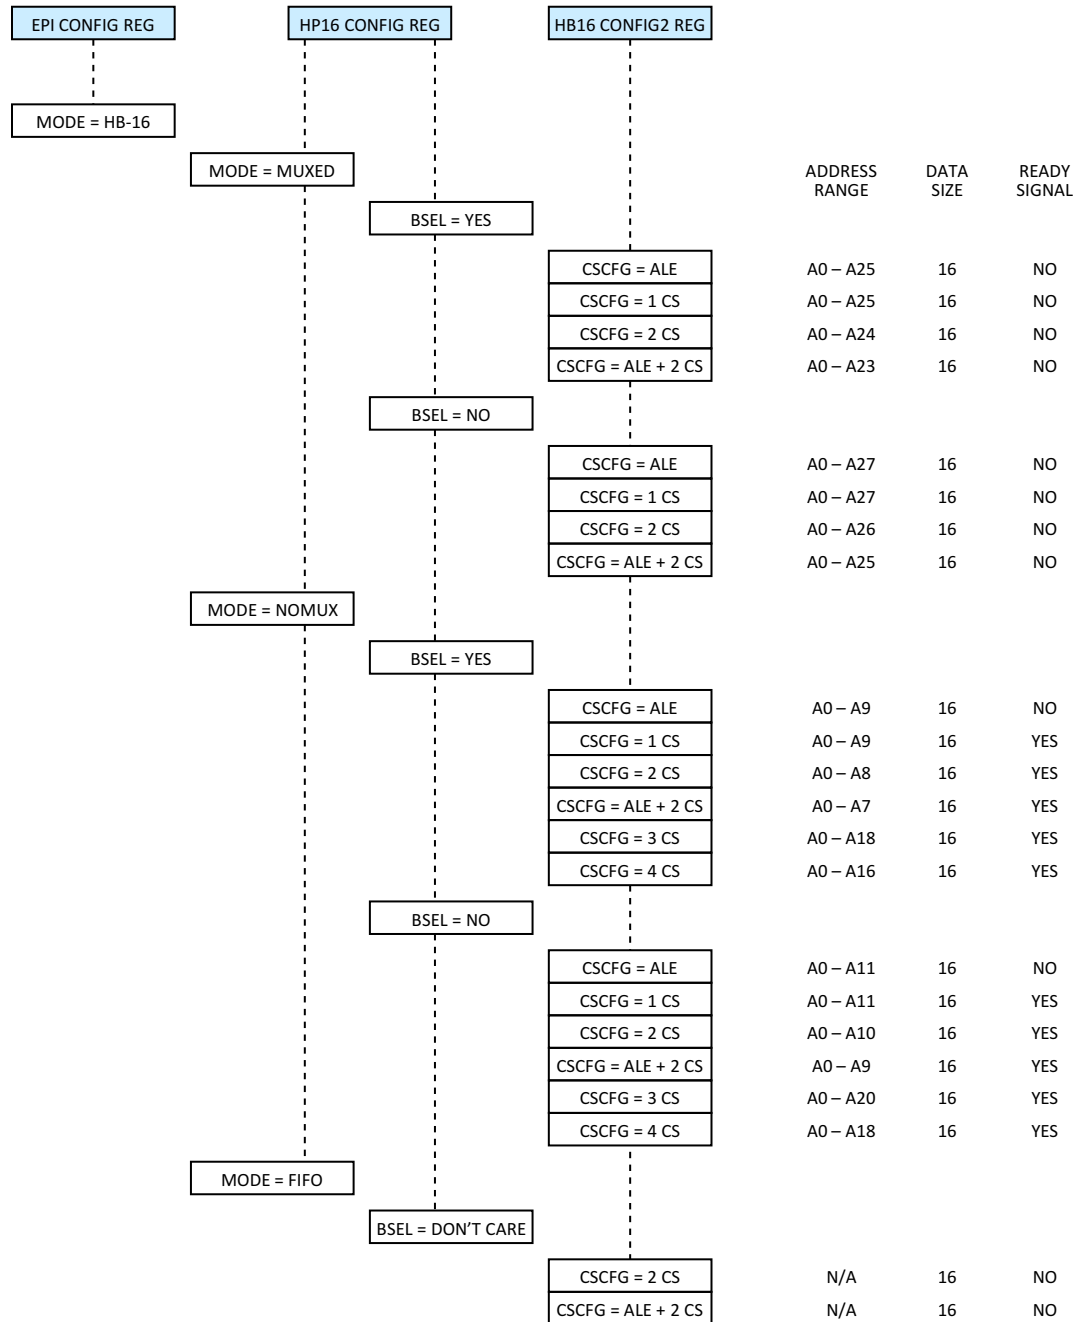 EPI CONFIG REG HP16 CONFIG REG HB16 CONFIG2 REG
MODE = HB-16
MODE = MUXED ADDRESS DATA READY
RANGE SIZE SIGNAL
BSEL = YES
CSCFG = ALE A0 – A25 16 NO
CSCFG = 1 CS A0 – A25 16 NO
CSCFG = 2 CS A0 – A24 16 NO
CSCFG = ALE + 2 CS A0 – A23 16 NO
BSEL = NO
CSCFG = ALE A0 – A27 16 NO
CSCFG = 1 CS A0 – A27 16 NO
CSCFG = 2 CS A0 – A26 16 NO
CSCFG = ALE + 2 CS A0 – A25 16 NO
MODE = NOMUX
BSEL = YES
CSCFG = ALE A0 – A9 16 NO
CSCFG = 1 CS A0 – A9 16 YES
CSCFG = 2 CS A0 – A8 16 YES
CSCFG = ALE + 2 CS A0 – A7 16 YES
CSCFG = 3 CS A0 – A18 16 YES
CSCFG = 4 CS A0 – A16 16 YES
BSEL = NO
CSCFG = ALE A0 – A11 16 NO
CSCFG = 1 CS A0 – A11 16 YES
CSCFG = 2 CS A0 – A10 16 YES
CSCFG = ALE + 2 CS A0 – A9 16 YES
CSCFG = 3 CS A0 – A20 16 YES
CSCFG = 4 CS A0 – A18 16 YES
MODE = FIFO
BSEL = DON’T CARE
CSCFG = 2 CS N/A 16 NO
CSCFG = ALE + 2 CS N/A 16 NO